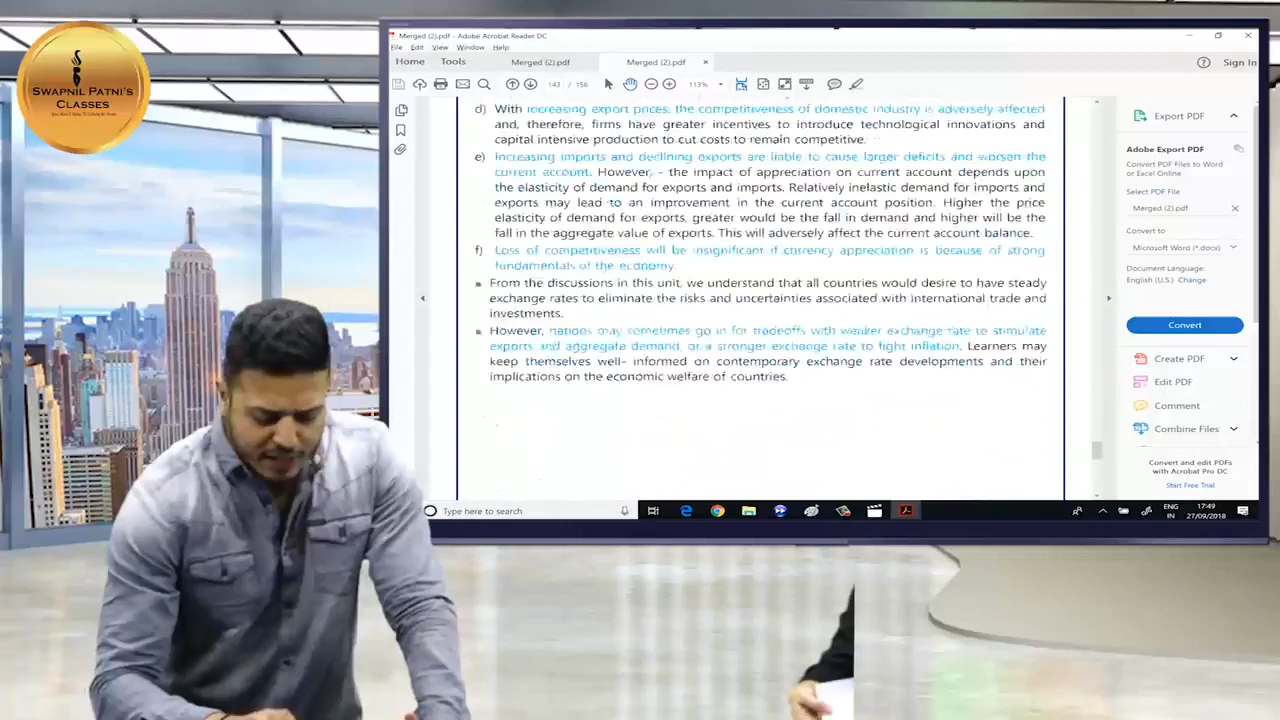 SWAPNIL PATNI'S
CLASSES
Merged (2).pdf - Adobe Acrobat Reader DC
File Edit View Window Help
Home Tools Merged (2).pdf Merged (2).pdf × Sign In
143 / 156 113%
d) With increasing export prices, the competitiveness of domestic industry is adversely affected
and, therefore, firms have greater incentives to introduce technological innovations and
capital intensive production to cut costs to remain competitive.
e) Increasing imports and declining exports are liable to cause larger deficits and worsen the
current account. However, - the impact of appreciation on current account depends upon
the elasticity of demand for exports and imports. Relatively inelastic demand for imports and
exports may lead to an improvement in the current account position. Higher the price
elasticity of demand for exports, greater would be the fall in demand and higher will be the
fall in the aggregate value of exports. This will adversely affect the current account balance.
f) Loss of competitiveness will be insignificant if currency appreciation is because of strong
fundamentals of the economy.
From the discussions in this unit, we understand that all countries would desire to have steady
exchange rates to eliminate the risks and uncertainties associated with international trade and
investments.
However, nations may sometimes go in for tradeoffs with weaker exchange rate to stimulate
exports and aggregate demand, or a stronger exchange rate to fight inflation. Learners may
keep themselves well- informed on contemporary exchange rate developments and their
implications on the economic welfare of countries.
Export PDF
Adobe Export PDF
Convert PDF Files to Word
or Excel Online
Select PDF File
Merged (2).pdf
Convert to
Microsoft Word (*.docx)
Document Language:
English (U.S.) Change
Convert
Create PDF
Edit PDF
Comment
Combine Files
Convert and edit PDFs
with Acrobat Pro DC
Start Free Trial
Type here to search
ENG
IN
17:49
27/09/2018